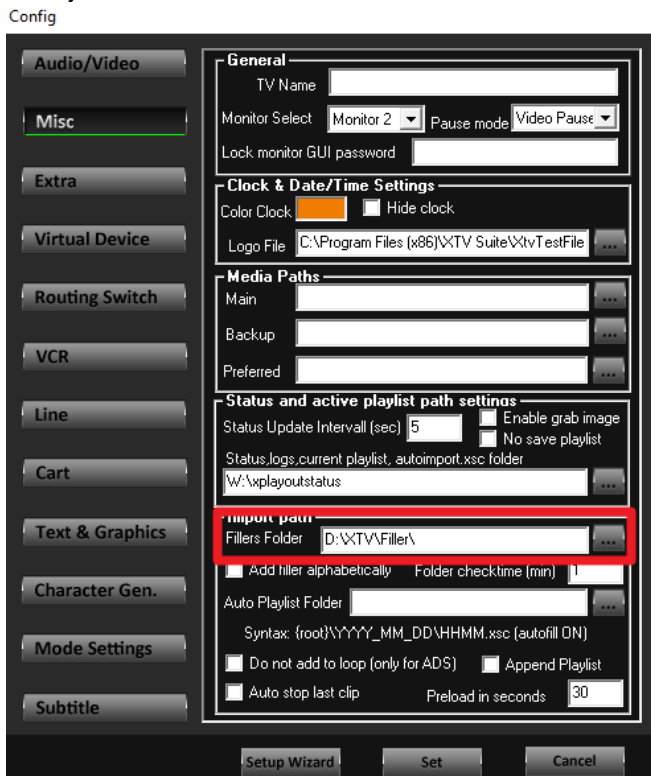 Config
Audio/Video
Misc
Extra
Virtual Device
Routing Switch
VCR
Line
Cart
Text & Graphics
Character Gen.
Mode Settings
Subtitle
General
TV Name
Monitor Select Monitor 2 Pause mode Video Pause
Lock monitor GUI password
Clock & Date/Time Settings
Color Clock Hide clock
Logo File C:\Program Files (x86)\XTV Suite\XtvTestFile ...
Media Paths
Main ...
Backup ...
Preferred ...
Status and active playlist path settings
Status Update Intervall (sec) 5 Enable grab image
No save playlist
Status,logs,current playlist, autoimport.xsc folder
W:\xplayoutstatus ...
Import path
Fillers Folder D:\XTV\Filler\ ...
Add filler alphabetically Folder checktime (min) 1
Auto Playlist Folder ...
Syntax: {root}\YYYY_MM_DD\HHMM.xsc (autofill ON)
Do not add to loop (only for ADS) Append Playlist
Auto stop last clip Preload in seconds 30
Setup Wizard Set Cancel